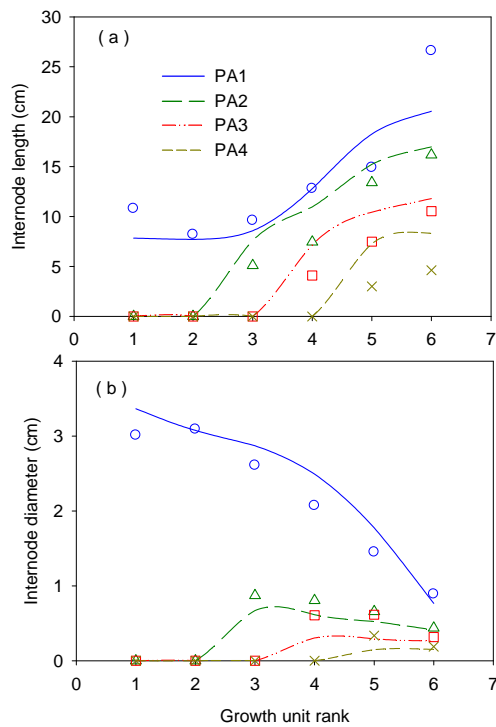 ( a )
Internode length (cm)
30
25
20
15
10
5
0
PA1
PA2
PA3
PA4
0 1 2 3 4 5 6 7
( b )
Internode diameter (cm)
4
3
2
1
0
0 1 2 3 4 5 6 7
Growth unit rank